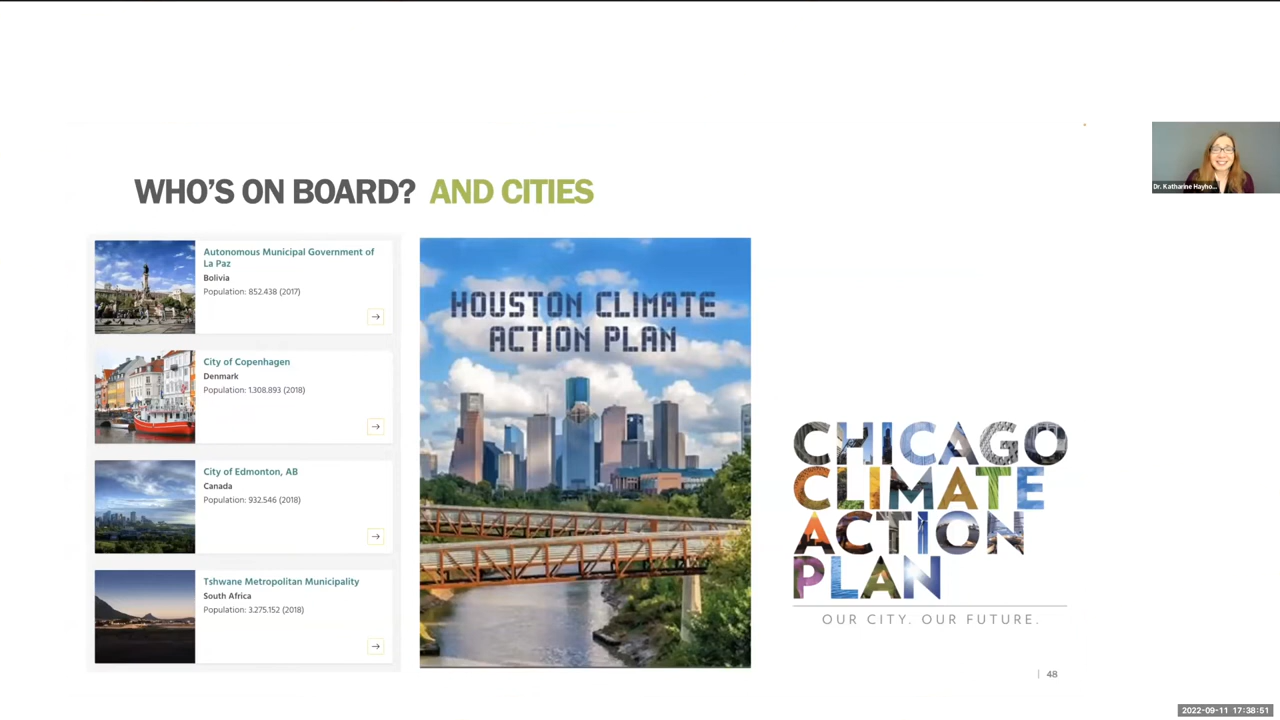 WHO'S ON BOARD? AND CITIES
Autonomous Municipal Government of
La Paz
Bolivia
Population: 852.438 (2017)
City of Copenhagen
Denmark
Population: 1.308.893 (2018)
City of Edmonton, AB
Canada
Population: 932.546 (2018)
Tshwane Metropolitan Municipality
South Africa
Population: 3.275.152 (2018)
HOUSTON CLIMATE
ACTION PLAN
CHICAGO
CLIMATE
ACTION
PLAN
OUR CITY. OUR FUTURE.
48
Dr. Katharine Hayho...
2022-09-11 17:38:51